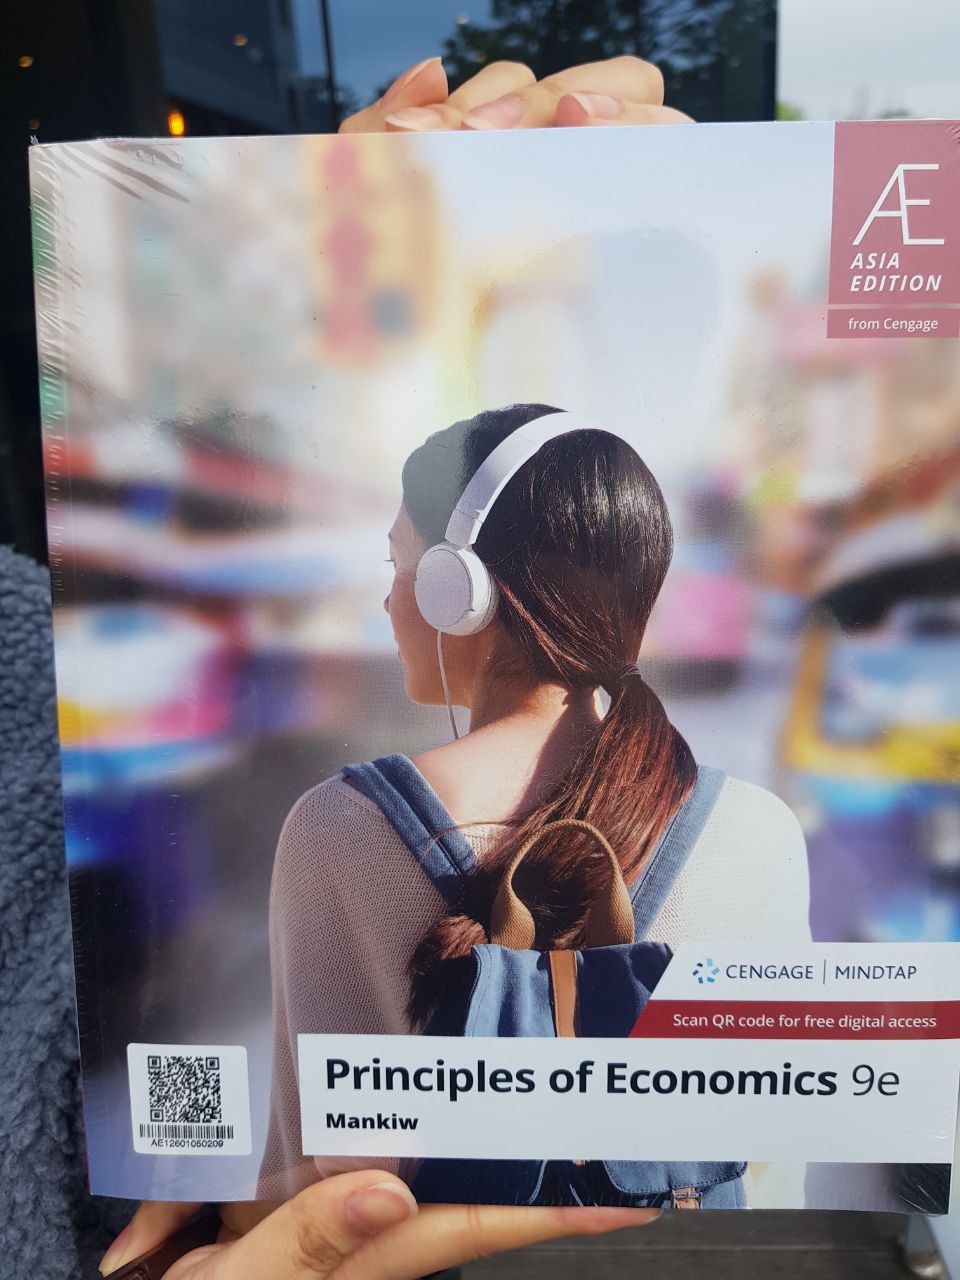 Æ
ASIA
EDITION
from Cengage
CENGAGE | MINDTAP
Scan QR code for free digital access
Principles of Economics 9e
Mankiw
AE12601050209